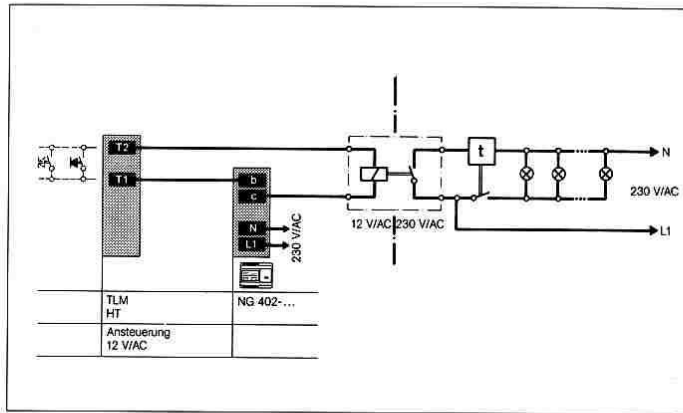 T2
N
t
T1
b
c
230 V/AC
12 V/AC
230 V/AC
N
230 V/AC
L1
L1
TLM
HT
NG 402-...
Ansteuerung
12 V/AC